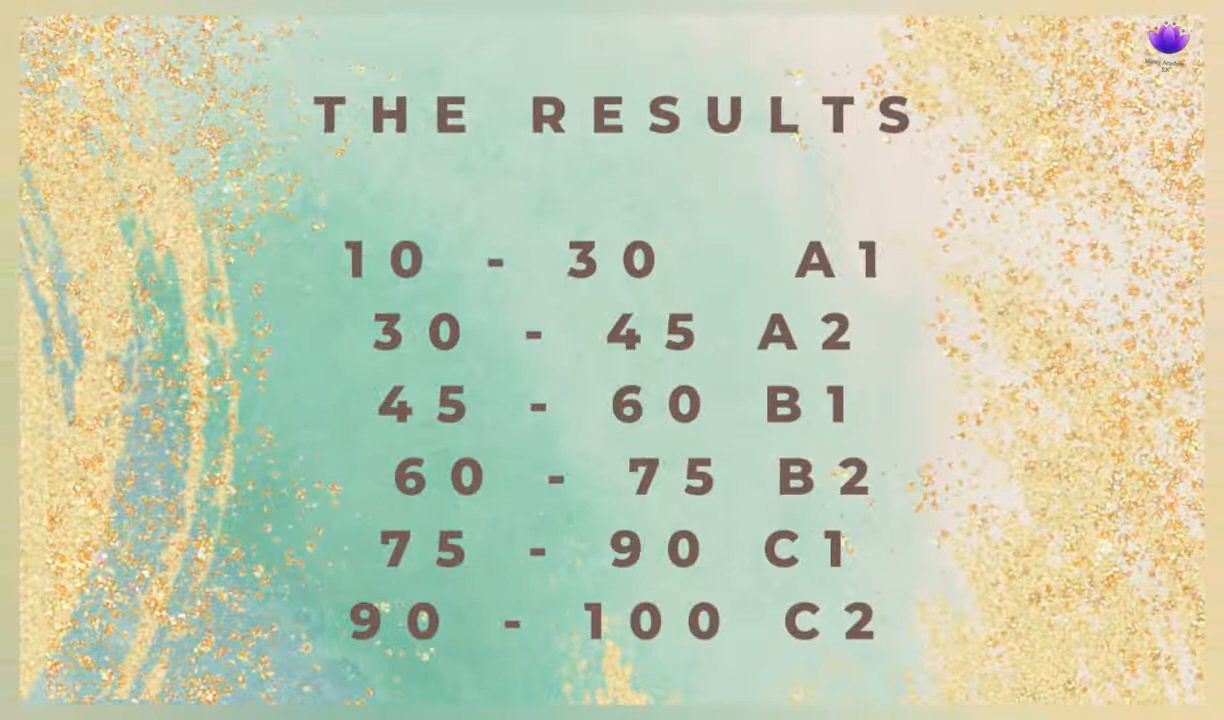 THE RESULTS
10 - 30 A1
30 - 45 A2
45 - 60 B1
60 - 75 B2
75 - 90 C1
90 - 100 C2